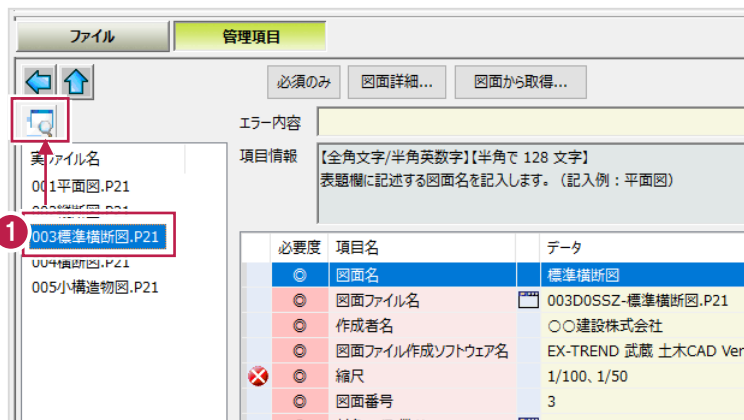 ファイル 管理項目
必須のみ 図面詳細... 図面から取得...
エラー内容
項目情報 【全角文字/半角英数字】【半角で 128 文字】
表題欄に記述する図面名を記入します。（記入例：平面図）
実ファイル名
001平面図.P21
1
003標準横断図.P21
004横断図.P21
005小構造物図.P21
必要度 項目名 データ
◎ 図面名 標準横断図
◎ 図面ファイル名 003D0SSZ-標準横断図.P21
◎ 作成者名 〇〇建設株式会社
◎ 図面ファイル作成ソフトウェア名 EX-TREND 武蔵 土木CAD Ver
◎ 縮尺 1/100、1/50
◎ 図面番号 3